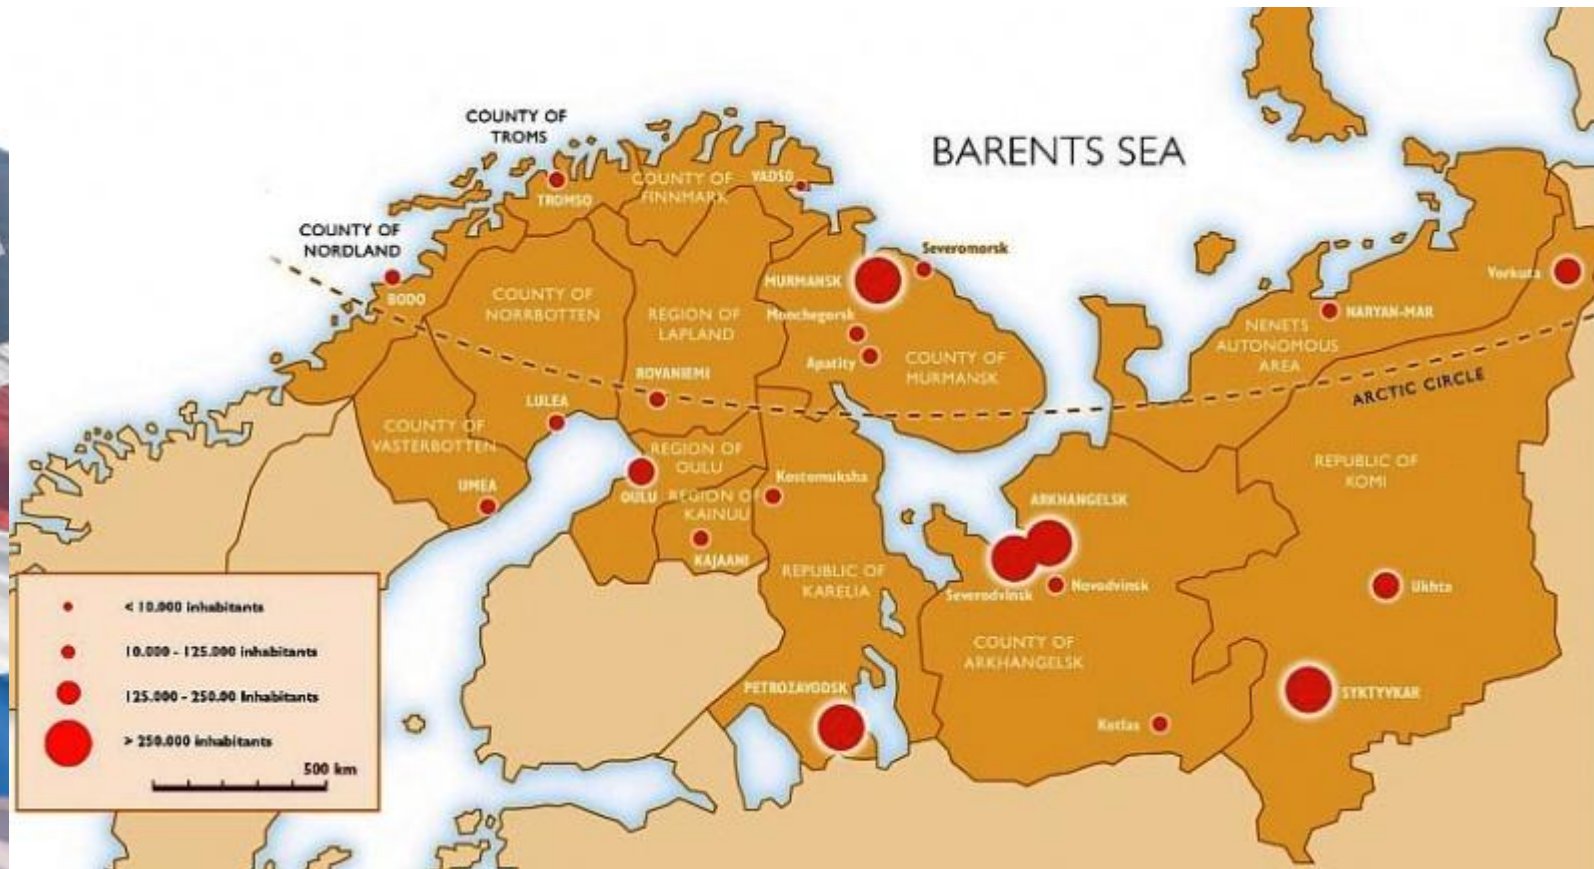 COUNTY OF
TROMS
BARENTS SEA
COUNTY OF
FINNMARK
VADSO
TROMSO
COUNTY OF
NORDLAND
Severomorsk
MURMANSK
Vorkuta
BODO
COUNTY OF
NORRBOTTEN
REGION OF
LAPLAND
Monchegorsk
NARYAN-MAR
NENETS
AUTONOMOUS
AREA
Apatity
COUNTY OF
MURMANSK
ROVANIEMI
ARCTIC CIRCLE
LULEA
COUNTY OF
VASTERBOTTEN
REGION OF
OULU
REPUBLIC OF
KOMI
UMEA
OULU
REGION OF
KAINUU
Kostomuksha
ARKHANGELSK
KAJAANI
REPUBLIC OF
KARELIA
Severodvinsk
Novodvinsk
Ukhta
COUNTY OF
ARKHANGELSK
PETROZAVODSK
SYKTYVKAR
Kotlas
< 10.000 inhabitants
10.000 - 125.000 inhabitants
125.000 - 250.00 Inhabitants
> 250.000 inhabitants
500 km